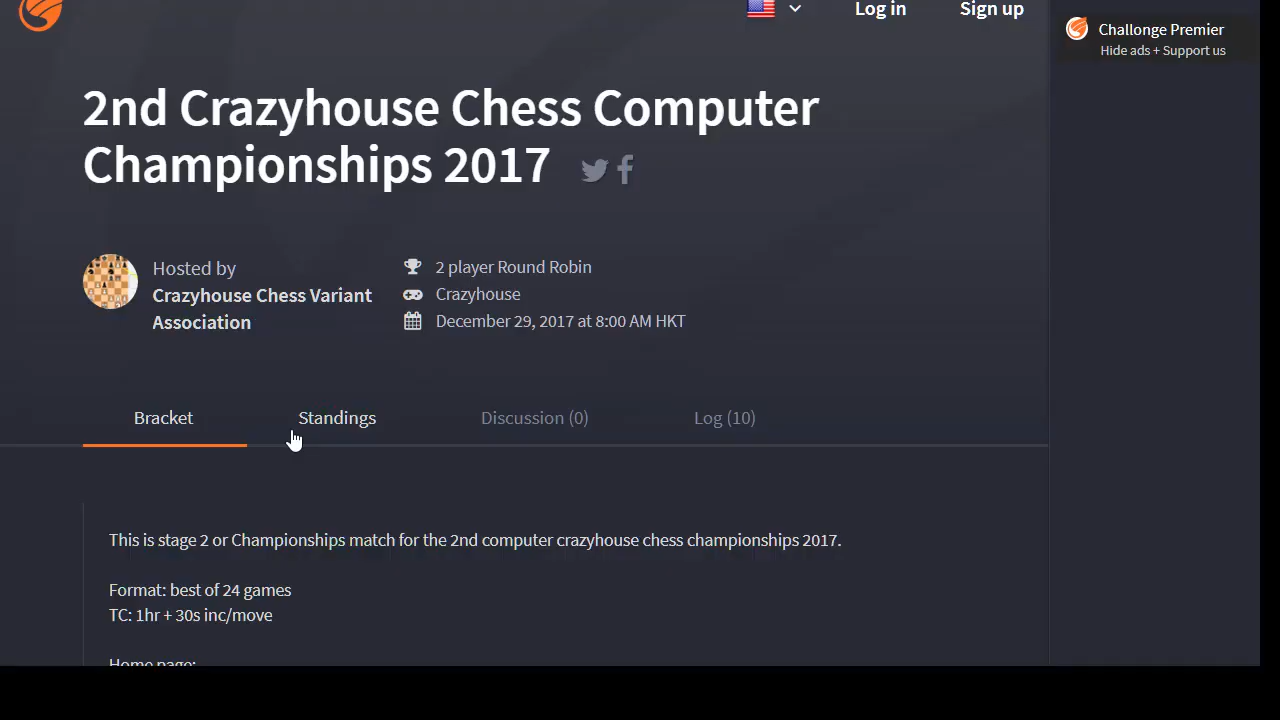 Log in
Sign up
Challonge Premier
Hide ads + Support us
2nd Crazyhouse Chess Computer
Championships 2017
Hosted by
Crazyhouse Chess Variant
Association
2 player Round Robin
Crazyhouse
December 29, 2017 at 8:00 AM HKT
Bracket
Standings
Discussion (0)
Log (10)
This is stage 2 or Championships match for the 2nd computer crazyhouse chess championships 2017.
Format: best of 24 games
TC: 1hr + 30s inc/move
Home page: